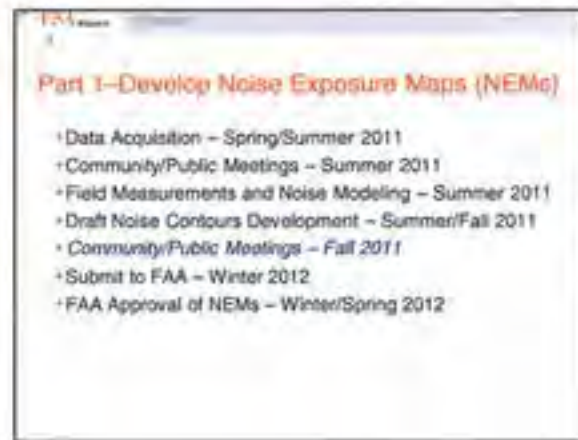 Part 1–Develop Noise Exposure Maps (NEMs)
Data Acquisition – Spring/Summer 2011
Community/Public Meetings – Summer 2011
Field Measurements and Noise Modeling – Summer 2011
Draft Noise Contours Development – Summer/Fall 2011
Community/Public Meetings – Fall 2011
Submit to FAA – Winter 2012
FAA Approval of NEMs – Winter/Spring 2012